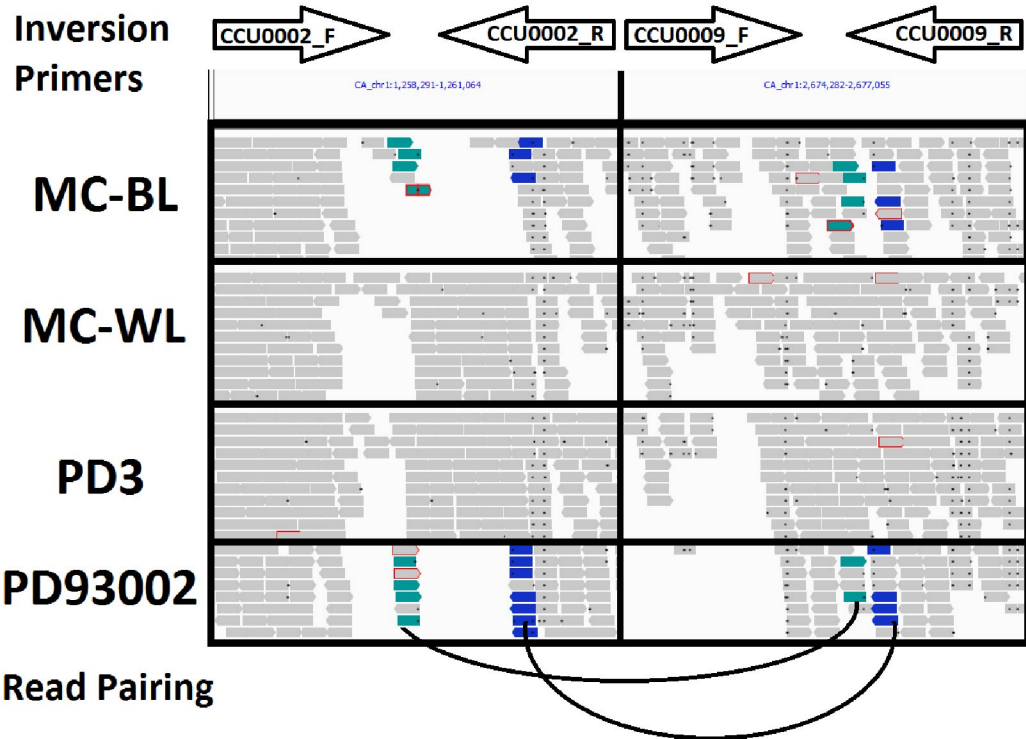 Inversion
Primers
CCU0002_F
CCU0002_R
CCU0009_F
CCU0009_R
CA_chr1:1,258,291-1,261,064
CA_chr1:2,674,282-2,677,055
MC-BL
MC-WL
PD3
PD93002
Read Pairing